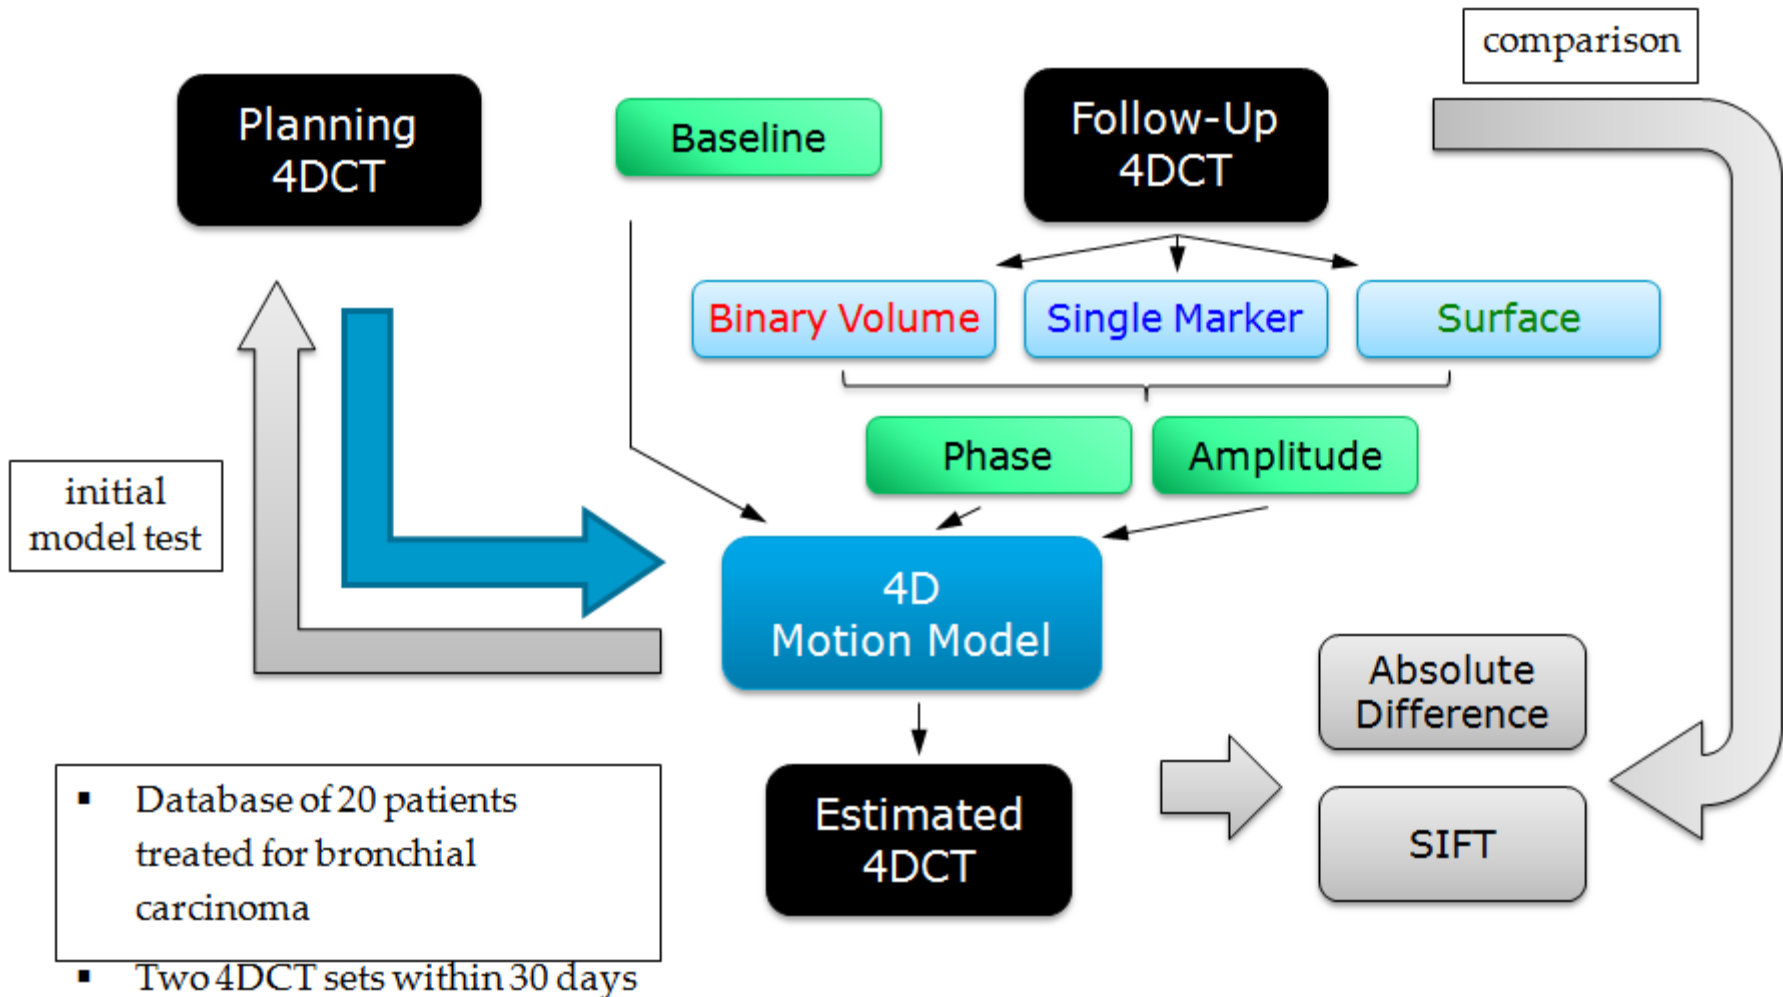 comparison
Planning
4DCT
Baseline
Follow-Up
4DCT
Binary Volume
Single Marker
Surface
Phase
Amplitude
initial
model test
4D
Motion Model
Absolute
Difference
Estimated
4DCT
SIFT
▪ Database of 20 patients
treated for bronchial
carcinoma
▪ Two 4DCT sets within 30 days